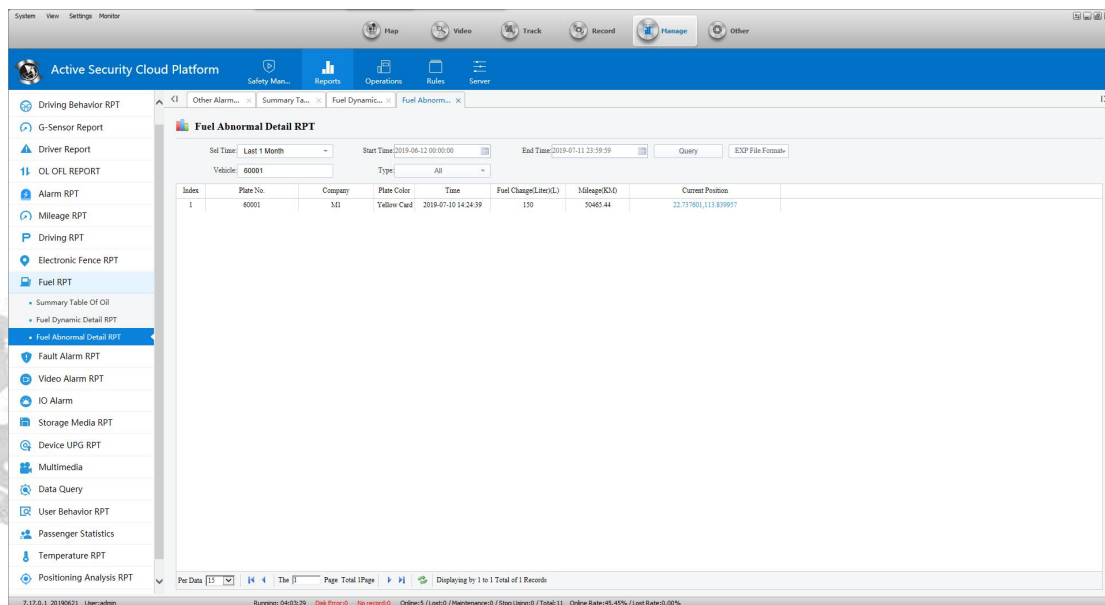 System View Settings Monitor
Map Video Track Record Manage Other
Active Security Cloud Platform
Safety Man... Reports Operations Rules Server
Other Alarm... Summary Ta... Fuel Dynamic... Fuel Abnorm...
Driving Behavior RPT
G-Sensor Report
Driver Report
OL OFL REPORT
Alarm RPT
Mileage RPT
Driving RPT
Electronic Fence RPT
Fuel RPT
Summary Table Of Oil
Fuel Dynamic Detail RPT
Fuel Abnormal Detail RPT
Fault Alarm RPT
Video Alarm RPT
IO Alarm
Storage Media RPT
Device UPG RPT
Multimedia
Data Query
User Behavior RPT
Passenger Statistics
Temperature RPT
Positioning Analysis RPT
Fuel Abnormal Detail RPT
Sel Time: Last 1 Month Start Time: 2019-06-12 00:00:00 End Time: 2019-07-11 23:59:59 Query EXP File Format
Vehicle: 60001 Type: All
Index Plate No. Company Plate Color Time Fuel Change(Liter)(L) Mileage(KM) Current Position
1 60001 M1 Yellow Card 2019-07-10 14:24:39 150 50465.44 22.737601,113.839957
Per Data 15 The 1 Page Total 1Page Displaying by 1 to 1 Total of 1 Records
7.17.0.1_20190621 User:admin Running: 04:03:29 Disk Error:0 No record:0 Online:5 /Lost:0 /Maintenance:0 /Stop Using:0 /Total:11 Online Rate:45.45% /Lost Rate:0.00%